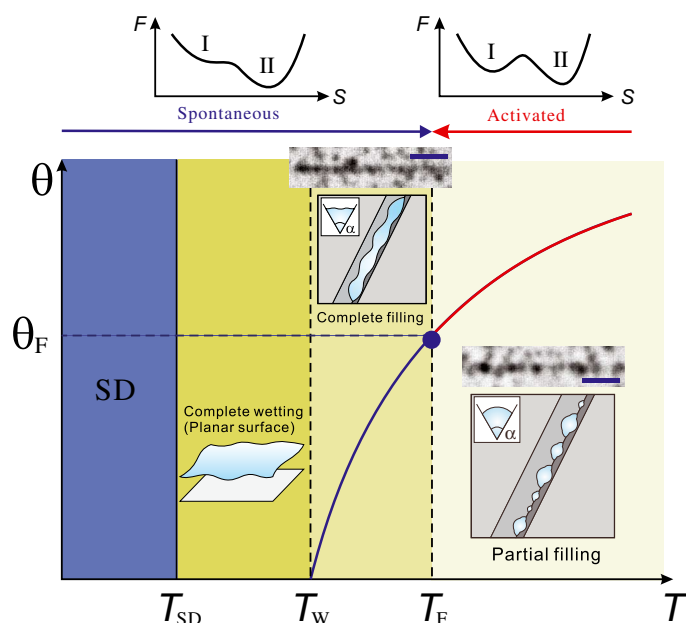 F
I
II
S
F
I
II
S
Spontaneous
Activated
θ
α
Complete filling
θF
SD
Complete wetting
(Planar surface)
α
Partial filling
TSD
TW
TF
T